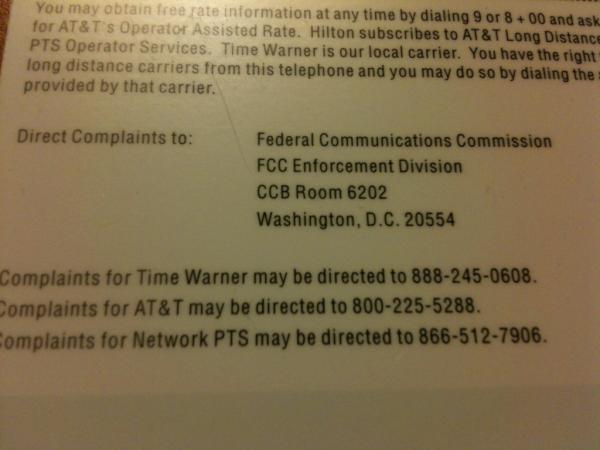 You may obtain free rate information at any time by dialing 9 or 8 + 00 and ask
for AT&T's Operator Assisted Rate. Hilton subscribes to AT&T Long Distance
PTS Operator Services. Time Warner is our local carrier. You have the right
long distance carriers from this telephone and you may do so by dialing the
provided by that carrier.
Direct Complaints to:
Federal Communications Commission
FCC Enforcement Division
CCB Room 6202
Washington, D.C. 20554
Complaints for Time Warner may be directed to 888-245-0608.
Complaints for AT&T may be directed to 800-225-5288.
Complaints for Network PTS may be directed to 866-512-7906.